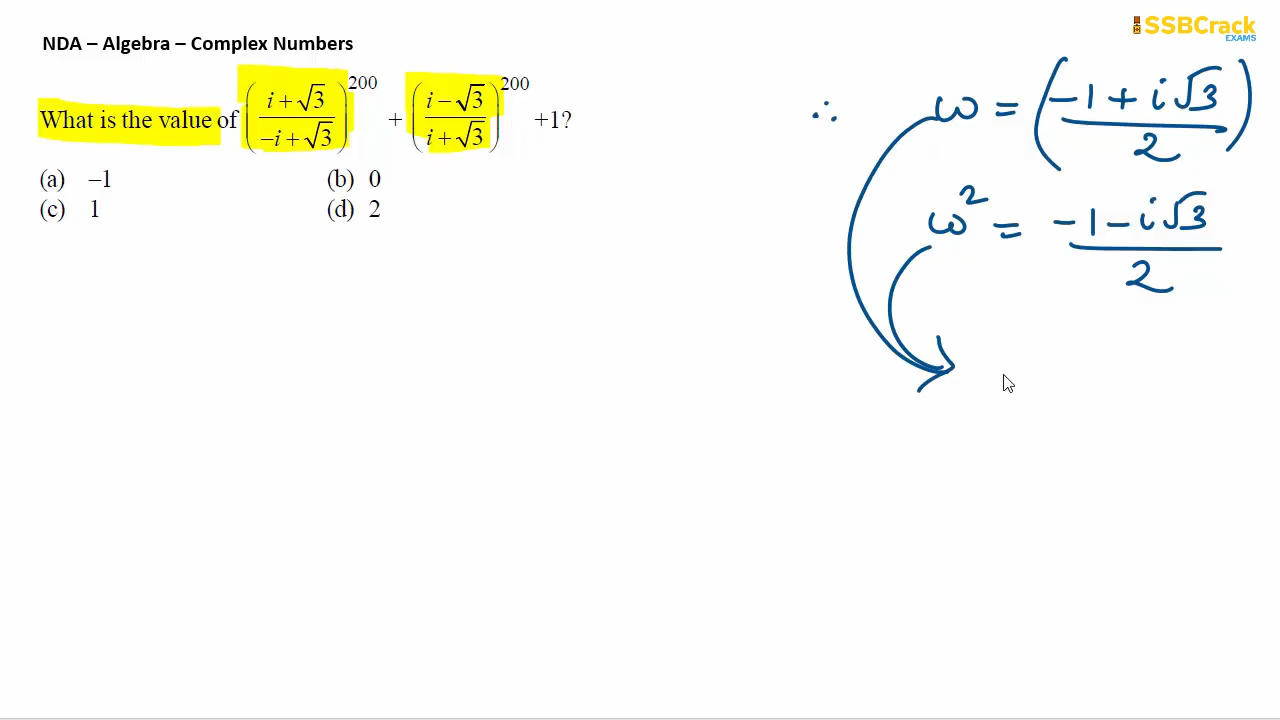 SSBCrack
EXAMS
NDA – Algebra – Complex Numbers
What is the value of ((i+√3)/(−i+√3))^200 + ((i−√3)/(i+√3))^200 +1?
(a) –1 (b) 0
(c) 1 (d) 2
∴ ω = ((-1 + i√3)/2)
ω² = (-1 - i√3)/2